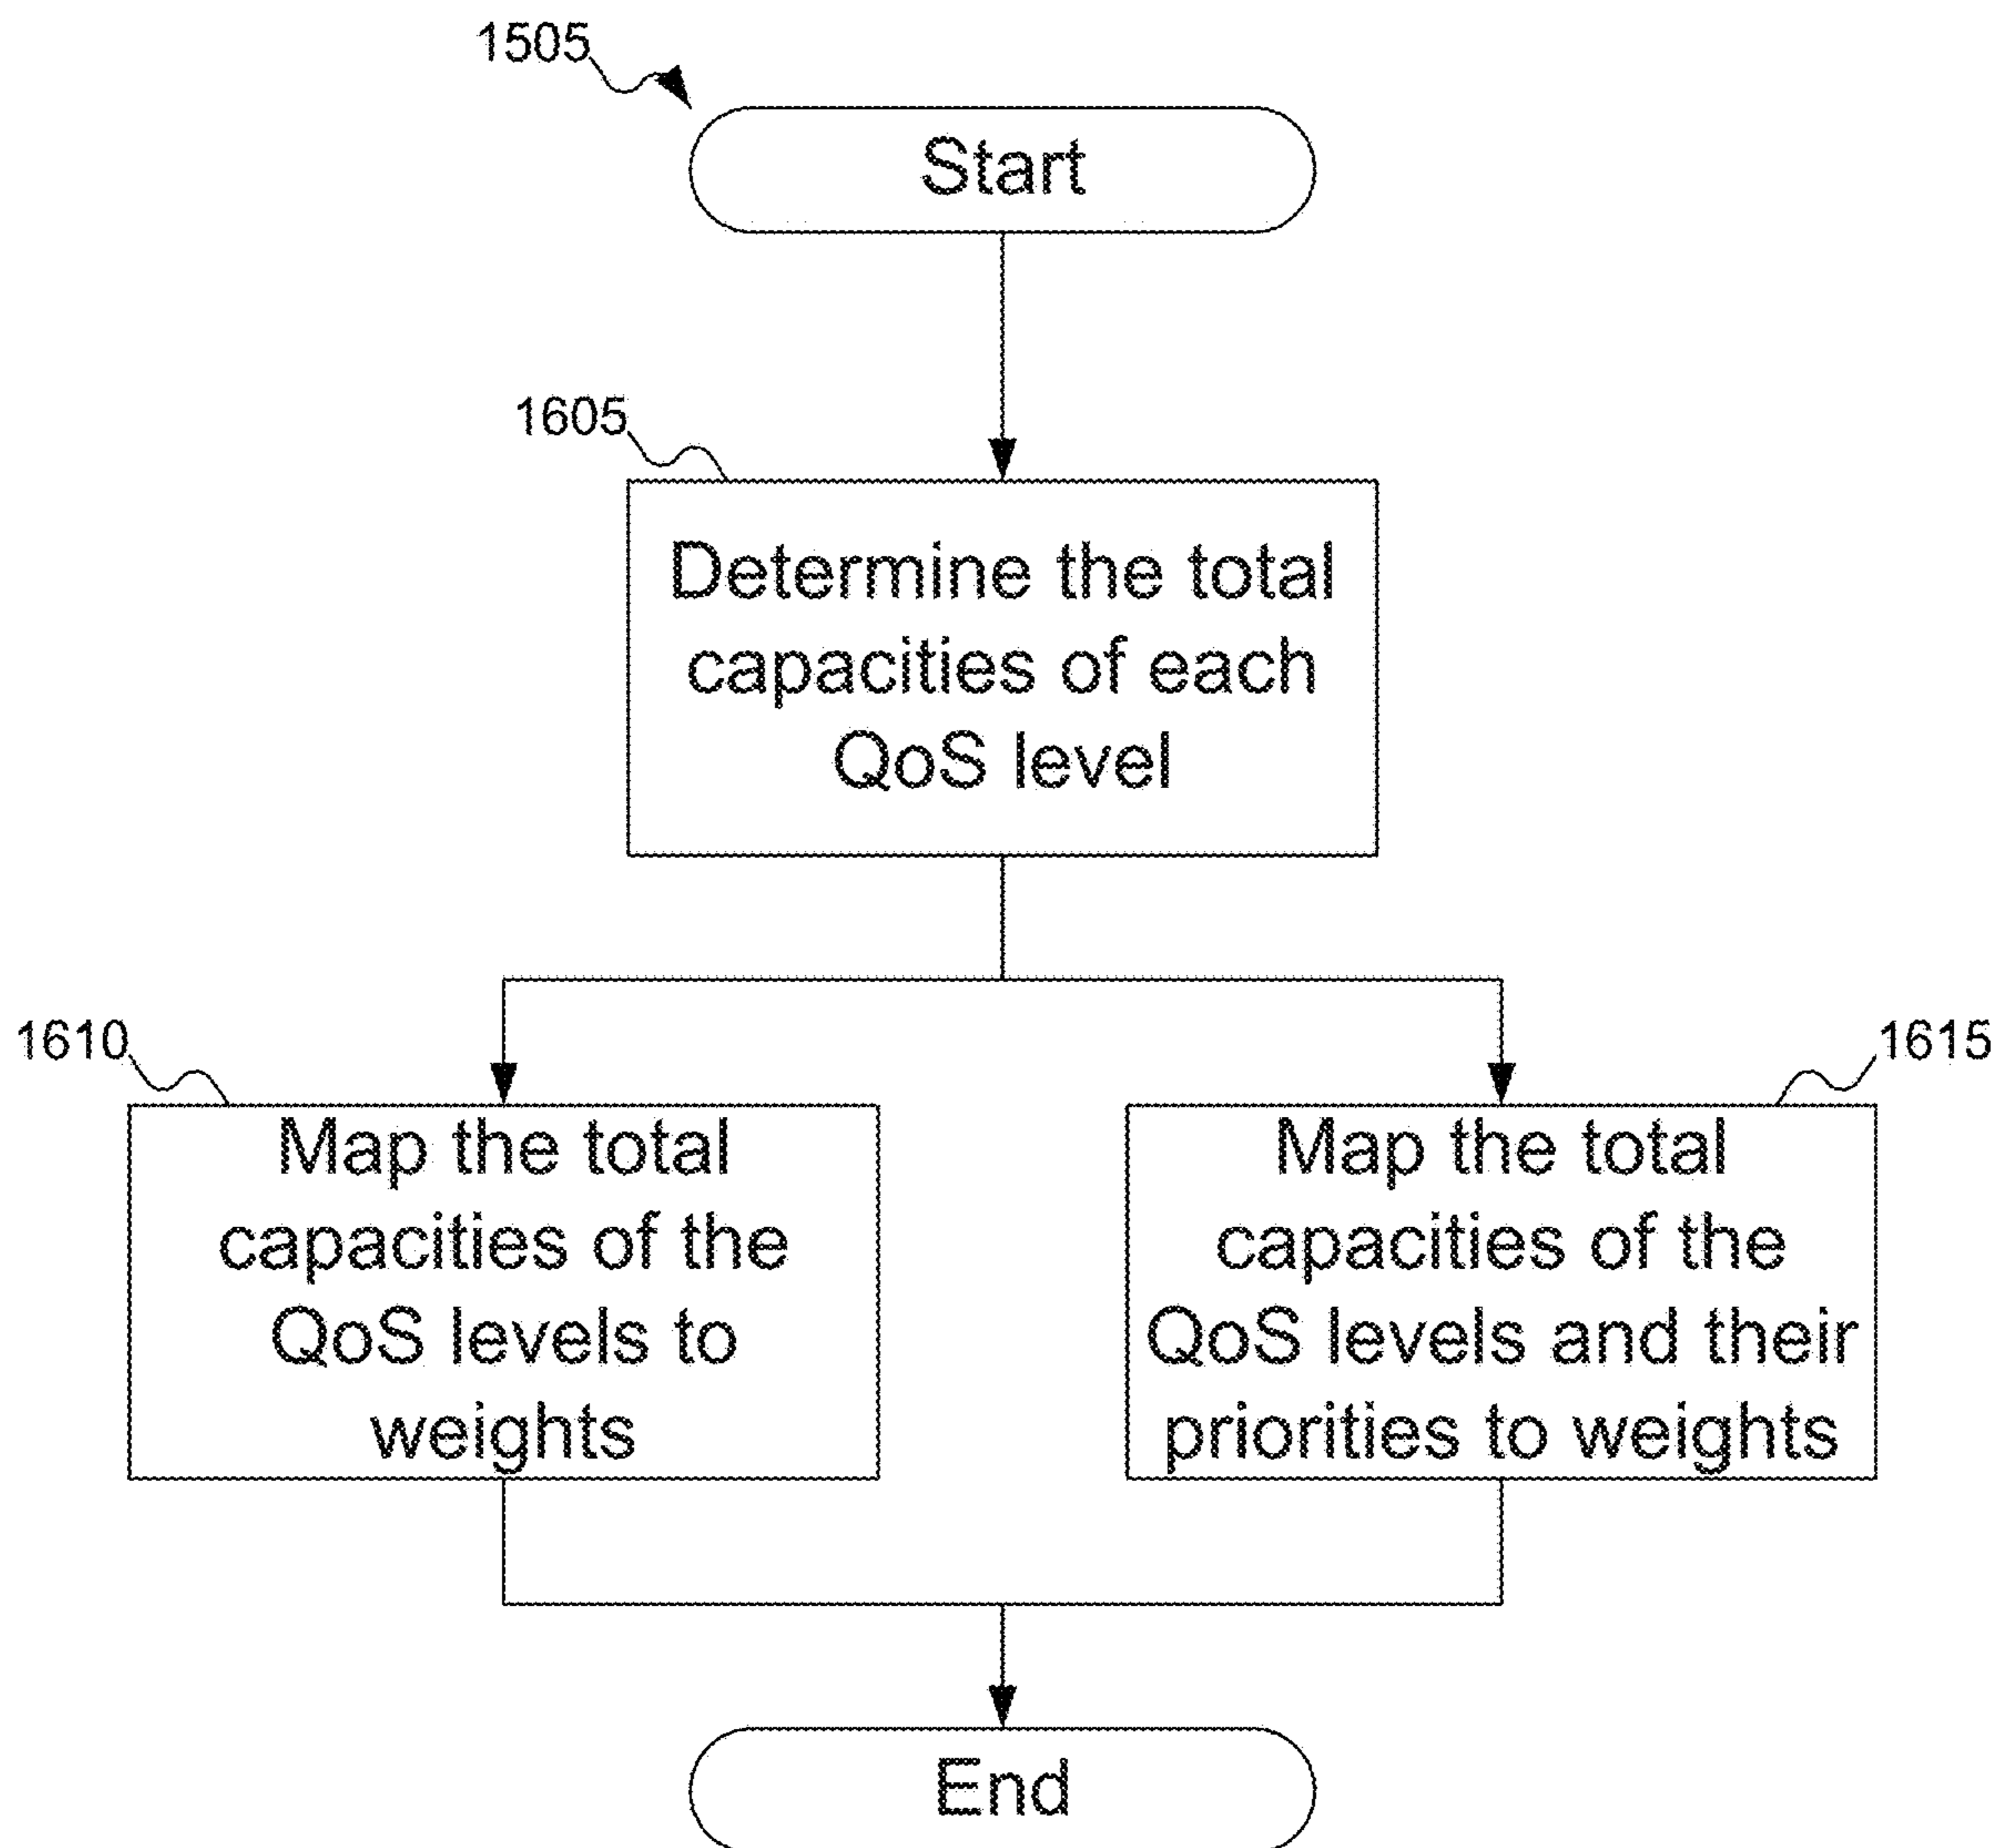 1505
Start
1605
Determine the total
capacities of each
QoS level
1610
Map the total
capacities of the
QoS levels to
weights
1615
Map the total
capacities of the
QoS levels and their
priorities to weights
End